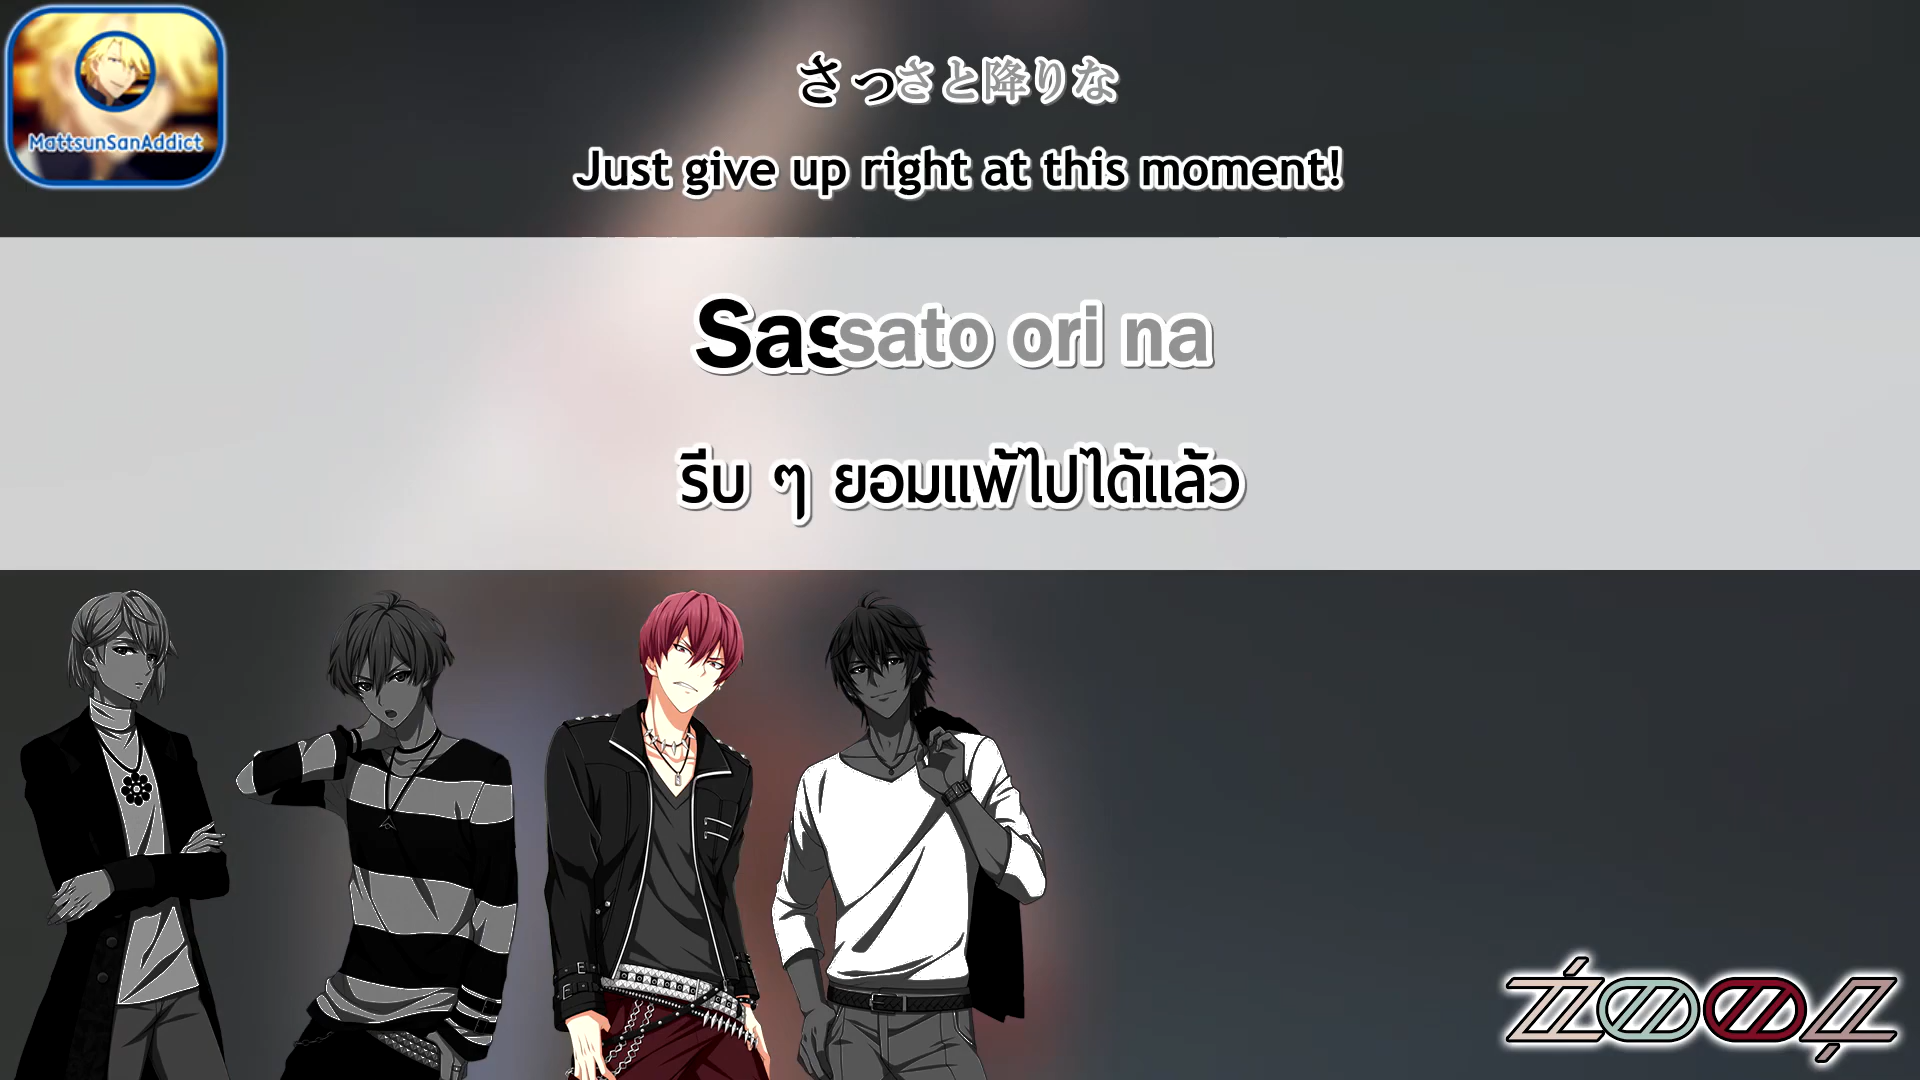 MattsunSanAddict
さっさと降りな
Just give up right at this moment!
Sassato ori na
รีบ ๆ ยอมแพ้ไปได้แล้ว
ŹOOĻ